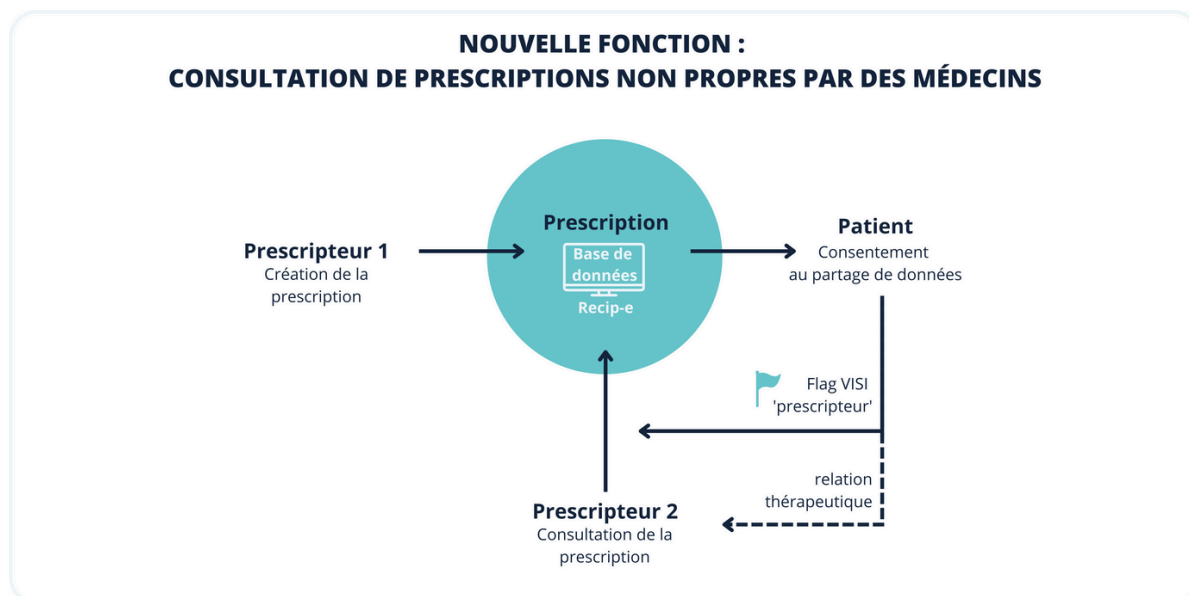 NOUVELLE FONCTION :
CONSULTATION DE PRESCRIPTIONS NON PROPRES PAR DES MÉDECINS
Prescripteur 1
Création de la
prescription
Prescription
Base de
données
Recip-e
Patient
Consentement
au partage de données
Flag VISI
'prescripteur'
relation
thérapeutique
Prescripteur 2
Consultation de la
prescription